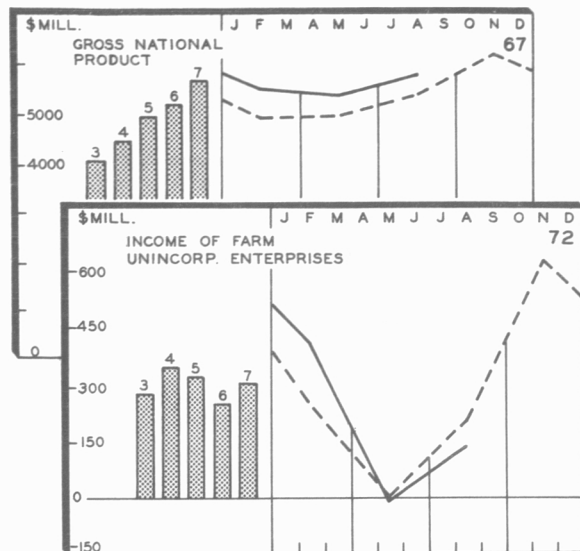 $ MILL.
J F M A M J J A S O N D
GROSS NATIONAL
PRODUCT
67
3 4 5 6 7
5000
4000
0
$MILL.
J F M A M J J A S O N D
INCOME OF FARM
UNINCORP. ENTERPRISES
72
600
450
300
150
0
-150
3 4 5 6 7